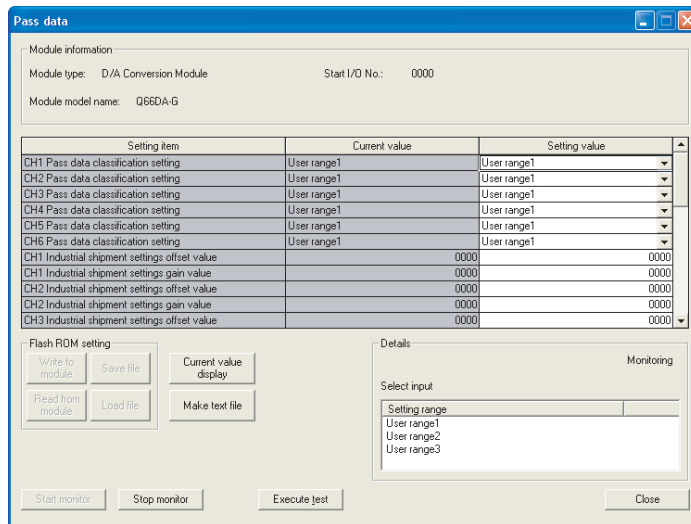 Pass data
Module information
Module type: D/A Conversion Module Start I/O No.: 0000
Module model name: Q66DA-G
Setting item Current value Setting value
CH1 Pass data classification setting User range1 User range1
CH2 Pass data classification setting User range1 User range1
CH3 Pass data classification setting User range1 User range1
CH4 Pass data classification setting User range1 User range1
CH5 Pass data classification setting User range1 User range1
CH6 Pass data classification setting User range1 User range1
CH1 Industrial shipment settings offset value 0000 0000
CH1 Industrial shipment settings gain value 0000 0000
CH2 Industrial shipment settings offset value 0000 0000
CH2 Industrial shipment settings gain value 0000 0000
CH3 Industrial shipment settings offset value 0000 0000
Flash ROM setting
Write to
module
Save file
Read from
module
Load file
Current value
display
Make text file
Details
Monitoring
Select input
Setting range
User range1
User range2
User range3
Start monitor Stop monitor Execute test Close